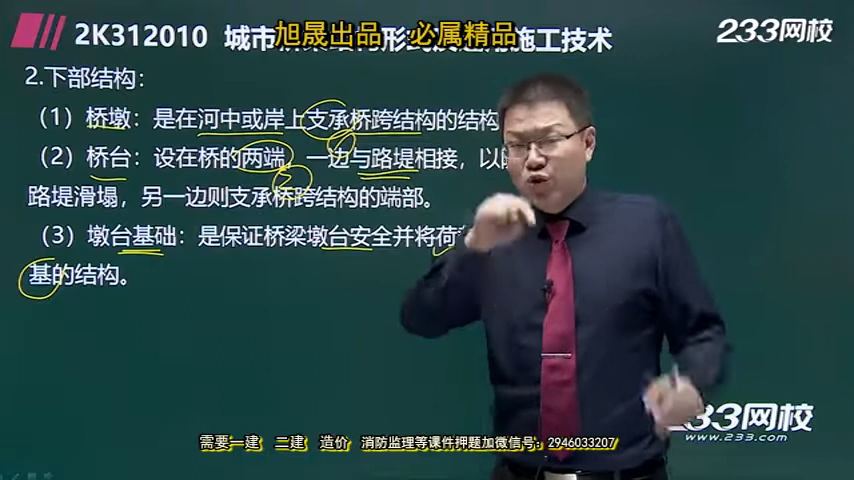 2K312010 城市
旭晟出品 必属精品
施工技术
233网校
2.下部结构：
（1）桥墩：是在河中或岸上支承桥跨结构的结构
（2）桥台：设在桥的两端，一边与路堤相接，以
路堤滑塌，另一边则支承桥跨结构的端部。
（3）墩台基础：是保证桥梁墩台安全并将荷
基的结构。
233网校
www.233.com
需要一建 二建 造价 消防监理等课件押题加微信号：2946033207